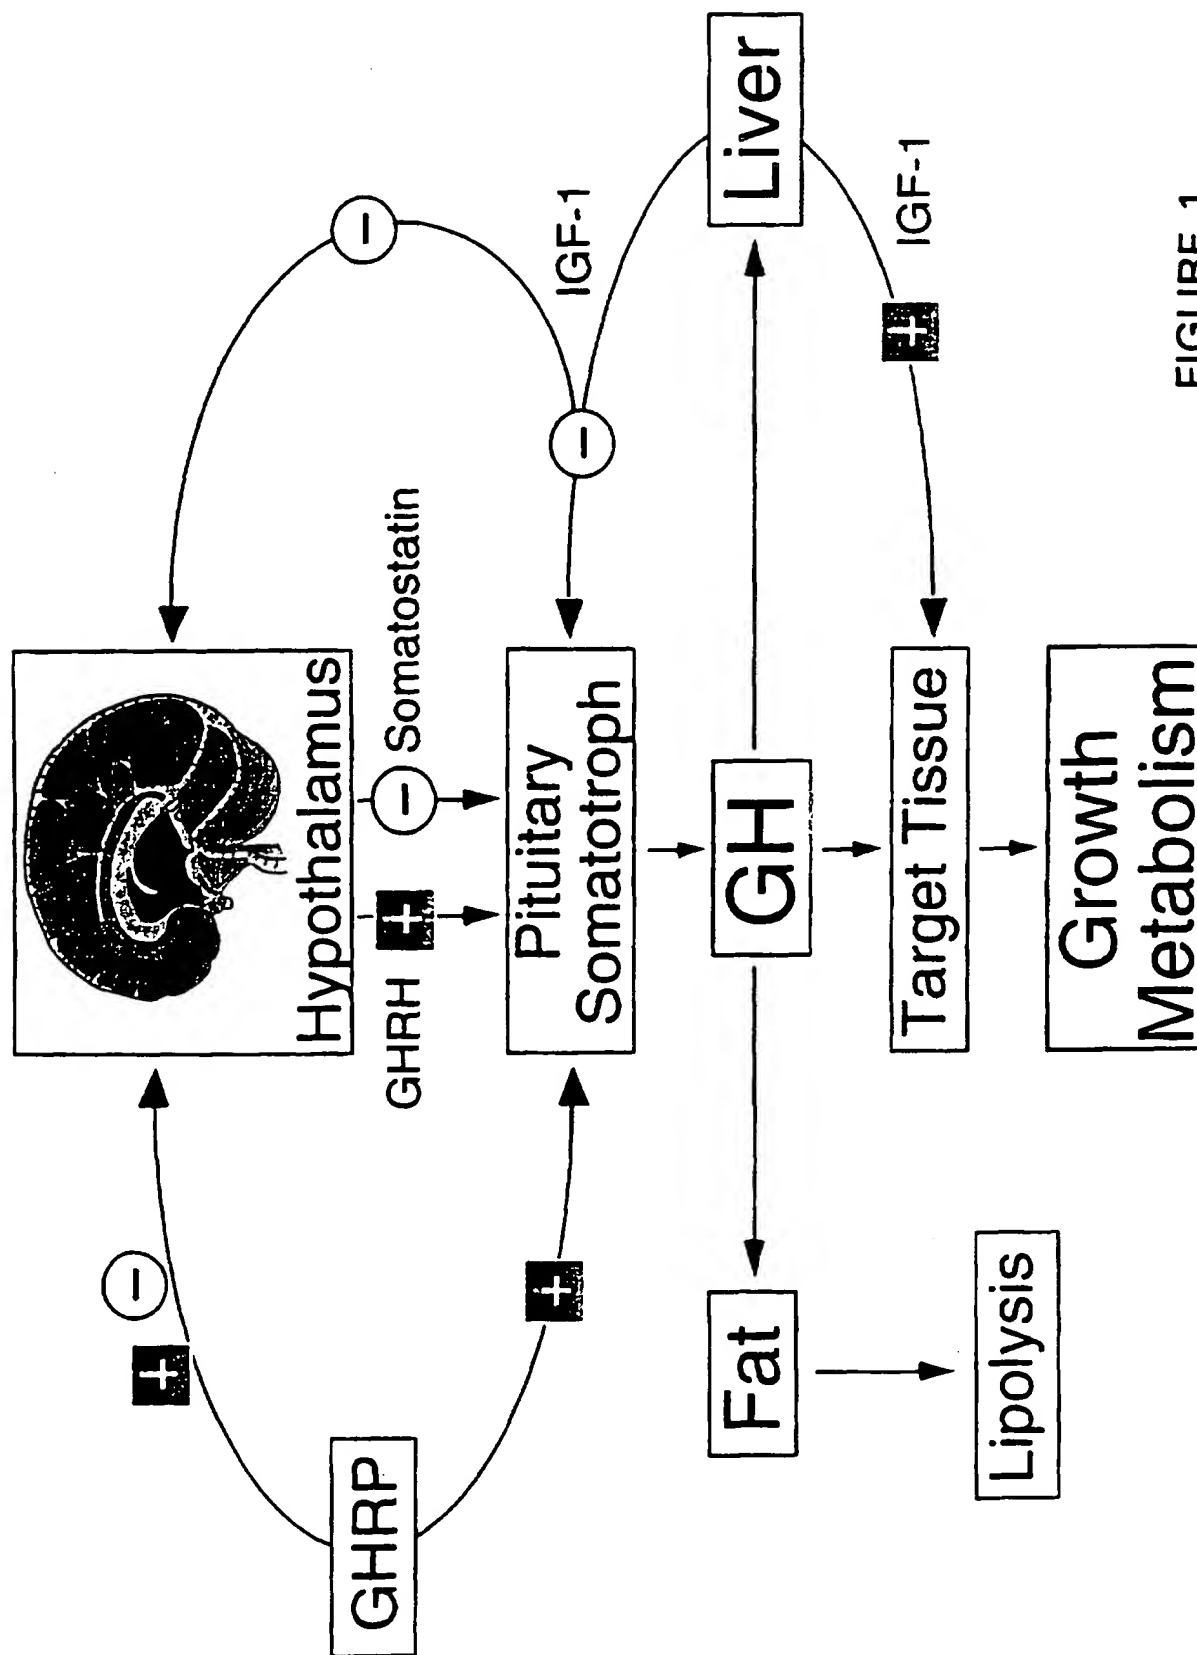 Hypothalamus
GHRH
+
−
Somatostatin
GHRP
+
−
+
−
−
IGF-1
Pituitary
Somatotroph
Fat
GH
Liver
Lipolysis
Target Tissue
+
IGF-1
Growth
Metabolism
FIGURE 1